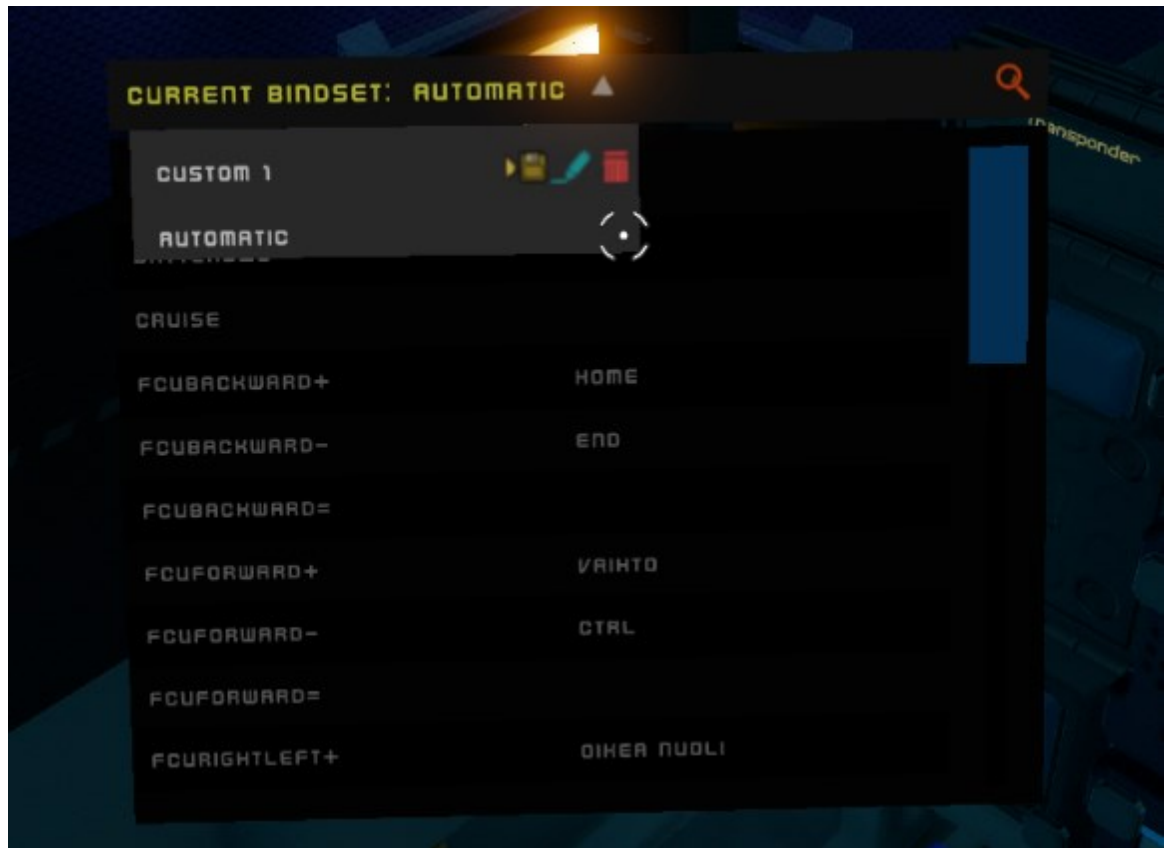 CURRENT BINDSET: AUTOMATIC
Transponder
CUSTOM 1
AUTOMATIC
CRUISE
FCUBACKWARD+ HOME
FCUBACKWARD- END
FCUBACKWARD=
FCUFORWARD+ VAIHTO
FCUFORWARD- CTRL
FCUFORWARD=
FCURIGHTLEFT+ OIKEA NUOLI